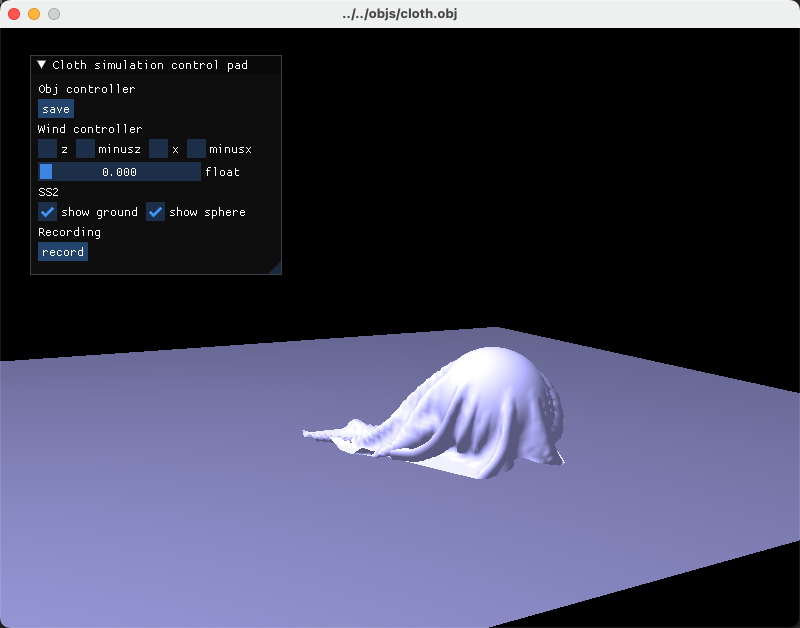 ../../objs/cloth.obj
Cloth simulation control pad
Obj controller
save
Wind controller
z minusz x minusx
0.000 float
SS2
show ground show sphere
Recording
record